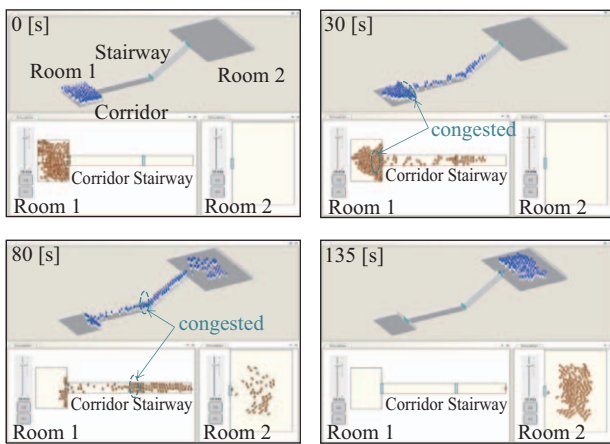 0 [s]
Stairway
Room 1
Room 2
Corridor
Corridor Stairway
Room 1
Room 2
30 [s]
congested
Corridor Stairway
Room 1
Room 2
80 [s]
congested
Corridor Stairway
Room 1
Room 2
135 [s]
Corridor Stairway
Room 1
Room 2